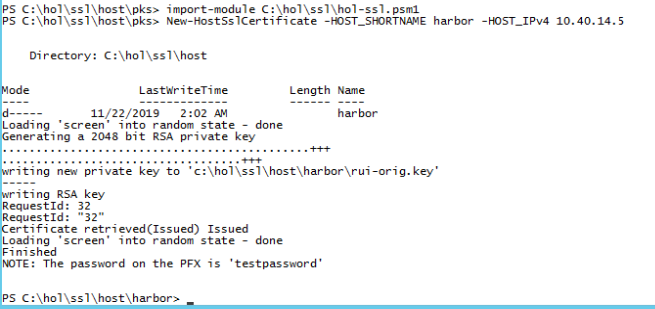 PS C:\hol\ssl\host\pks> import-module C:\hol\ssl\hol-ssl.psm1
PS C:\hol\ssl\host\pks> New-HostSslCertificate -HOST_SHORTNAME harbor -HOST_IPv4 10.40.14.5
Directory: C:\hol\ssl\host
Mode LastWriteTime Length Name
---- ------------- ------ ----
d----- 11/22/2019 2:02 AM harbor
Loading 'screen' into random state - done
Generating a 2048 bit RSA private key
.............................................+++
...................................+++
writing new private key to 'c:\hol\ssl\host\harbor\rui-orig.key'
-----
writing RSA key
RequestId: 32
RequestId: "32"
Certificate retrieved(Issued) Issued
Loading 'screen' into random state - done
Finished
NOTE: The password on the PFX is 'testpassword'
PS C:\hol\ssl\host\harbor> _